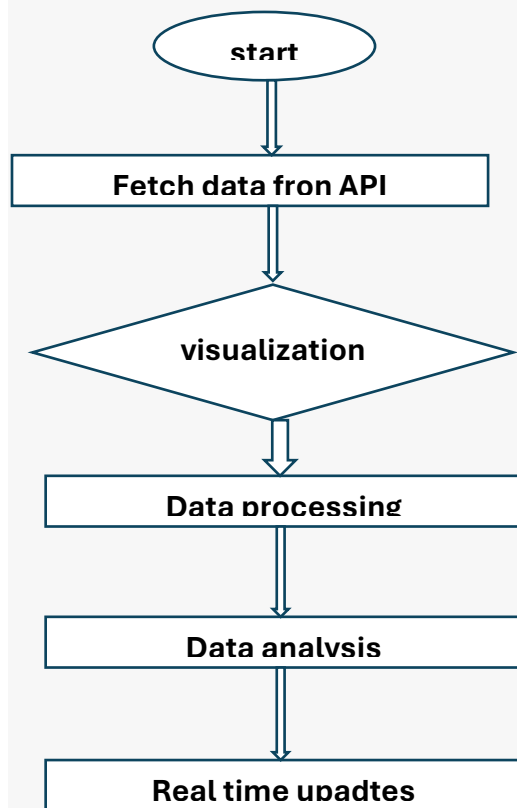 start
Fetch data fron API
visualization
Data processing
Data analysis
Real time upadtes